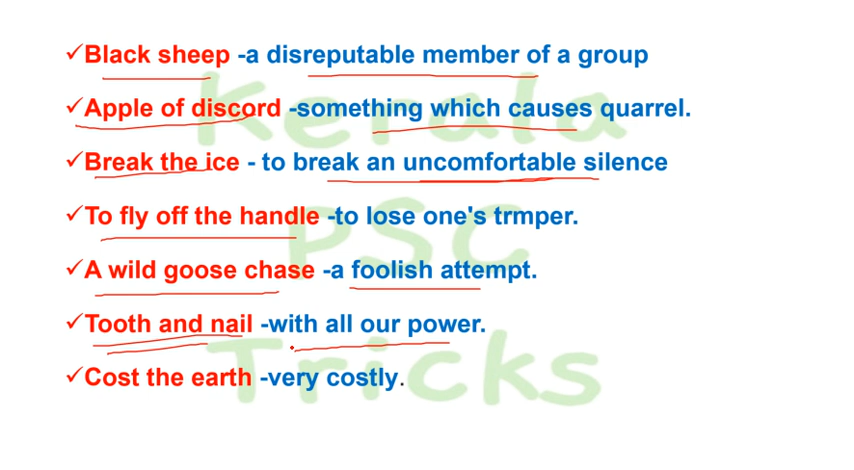 ✓Black sheep -a disreputable member of a group
✓Apple of discord -something which causes quarrel.
✓Break the ice - to break an uncomfortable silence
✓To fly off the handle -to lose one's trmper.
✓A wild goose chase -a foolish attempt.
✓Tooth and nail -with all our power.
✓Cost the earth -very costly.
Kerala
PSC
Tricks